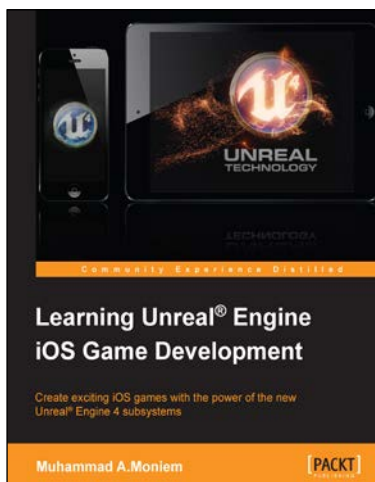 UNREAL
TECHNOLOGY
Community Experience Distilled
Learning Unreal® Engine
iOS Game Development
Create exciting iOS games with the power of the new
Unreal® Engine 4 subsystems
Muhammad A.Moniem
[PACKT]
PUBLISHING